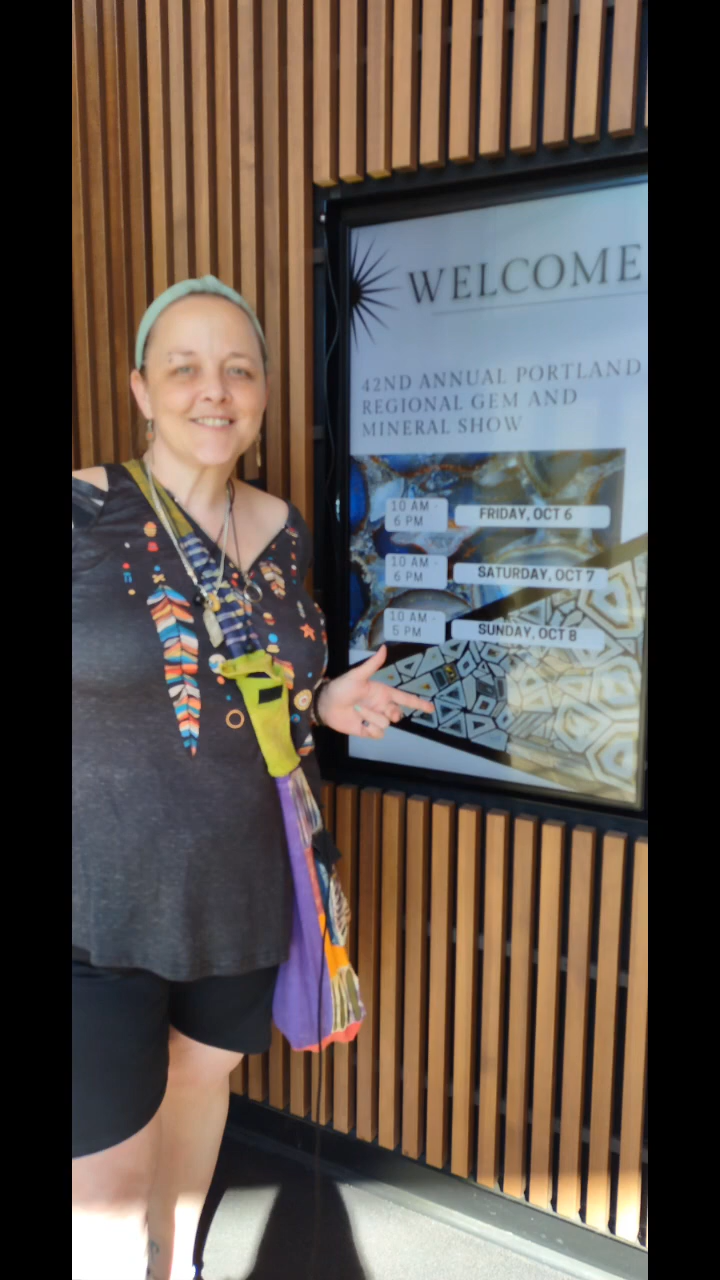 WELCOME
42ND ANNUAL PORTLAND
REGIONAL GEM AND
MINERAL SHOW
10 AM -
6 PM
FRIDAY, OCT 6
10 AM -
6 PM
SATURDAY, OCT 7
10 AM -
5 PM
SUNDAY, OCT 8